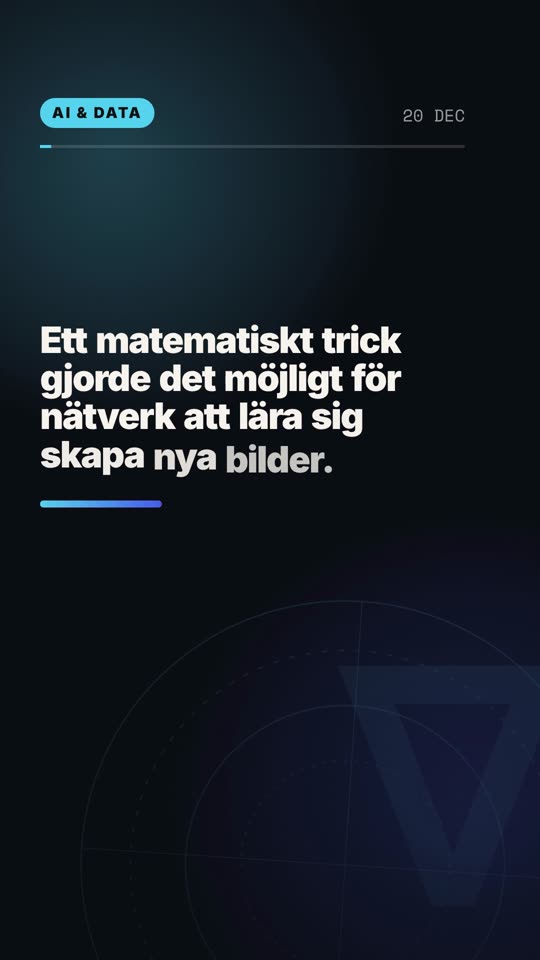 AI & DATA
20 DEC
Ett matematiskt trick
gjorde det möjligt för
nätverk att lära sig
skapa nya bilder.